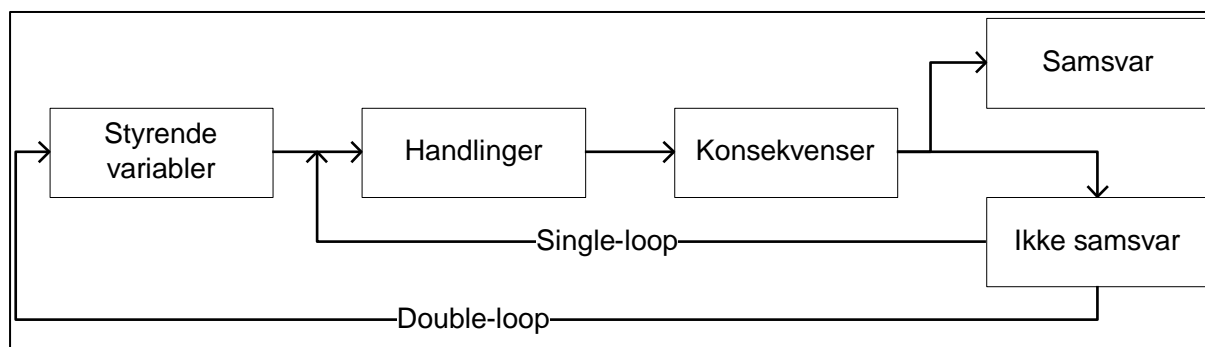 Samsvar
Styrende
variabler
Handlinger
Konsekvenser
Single-loop
Ikke samsvar
Double-loop